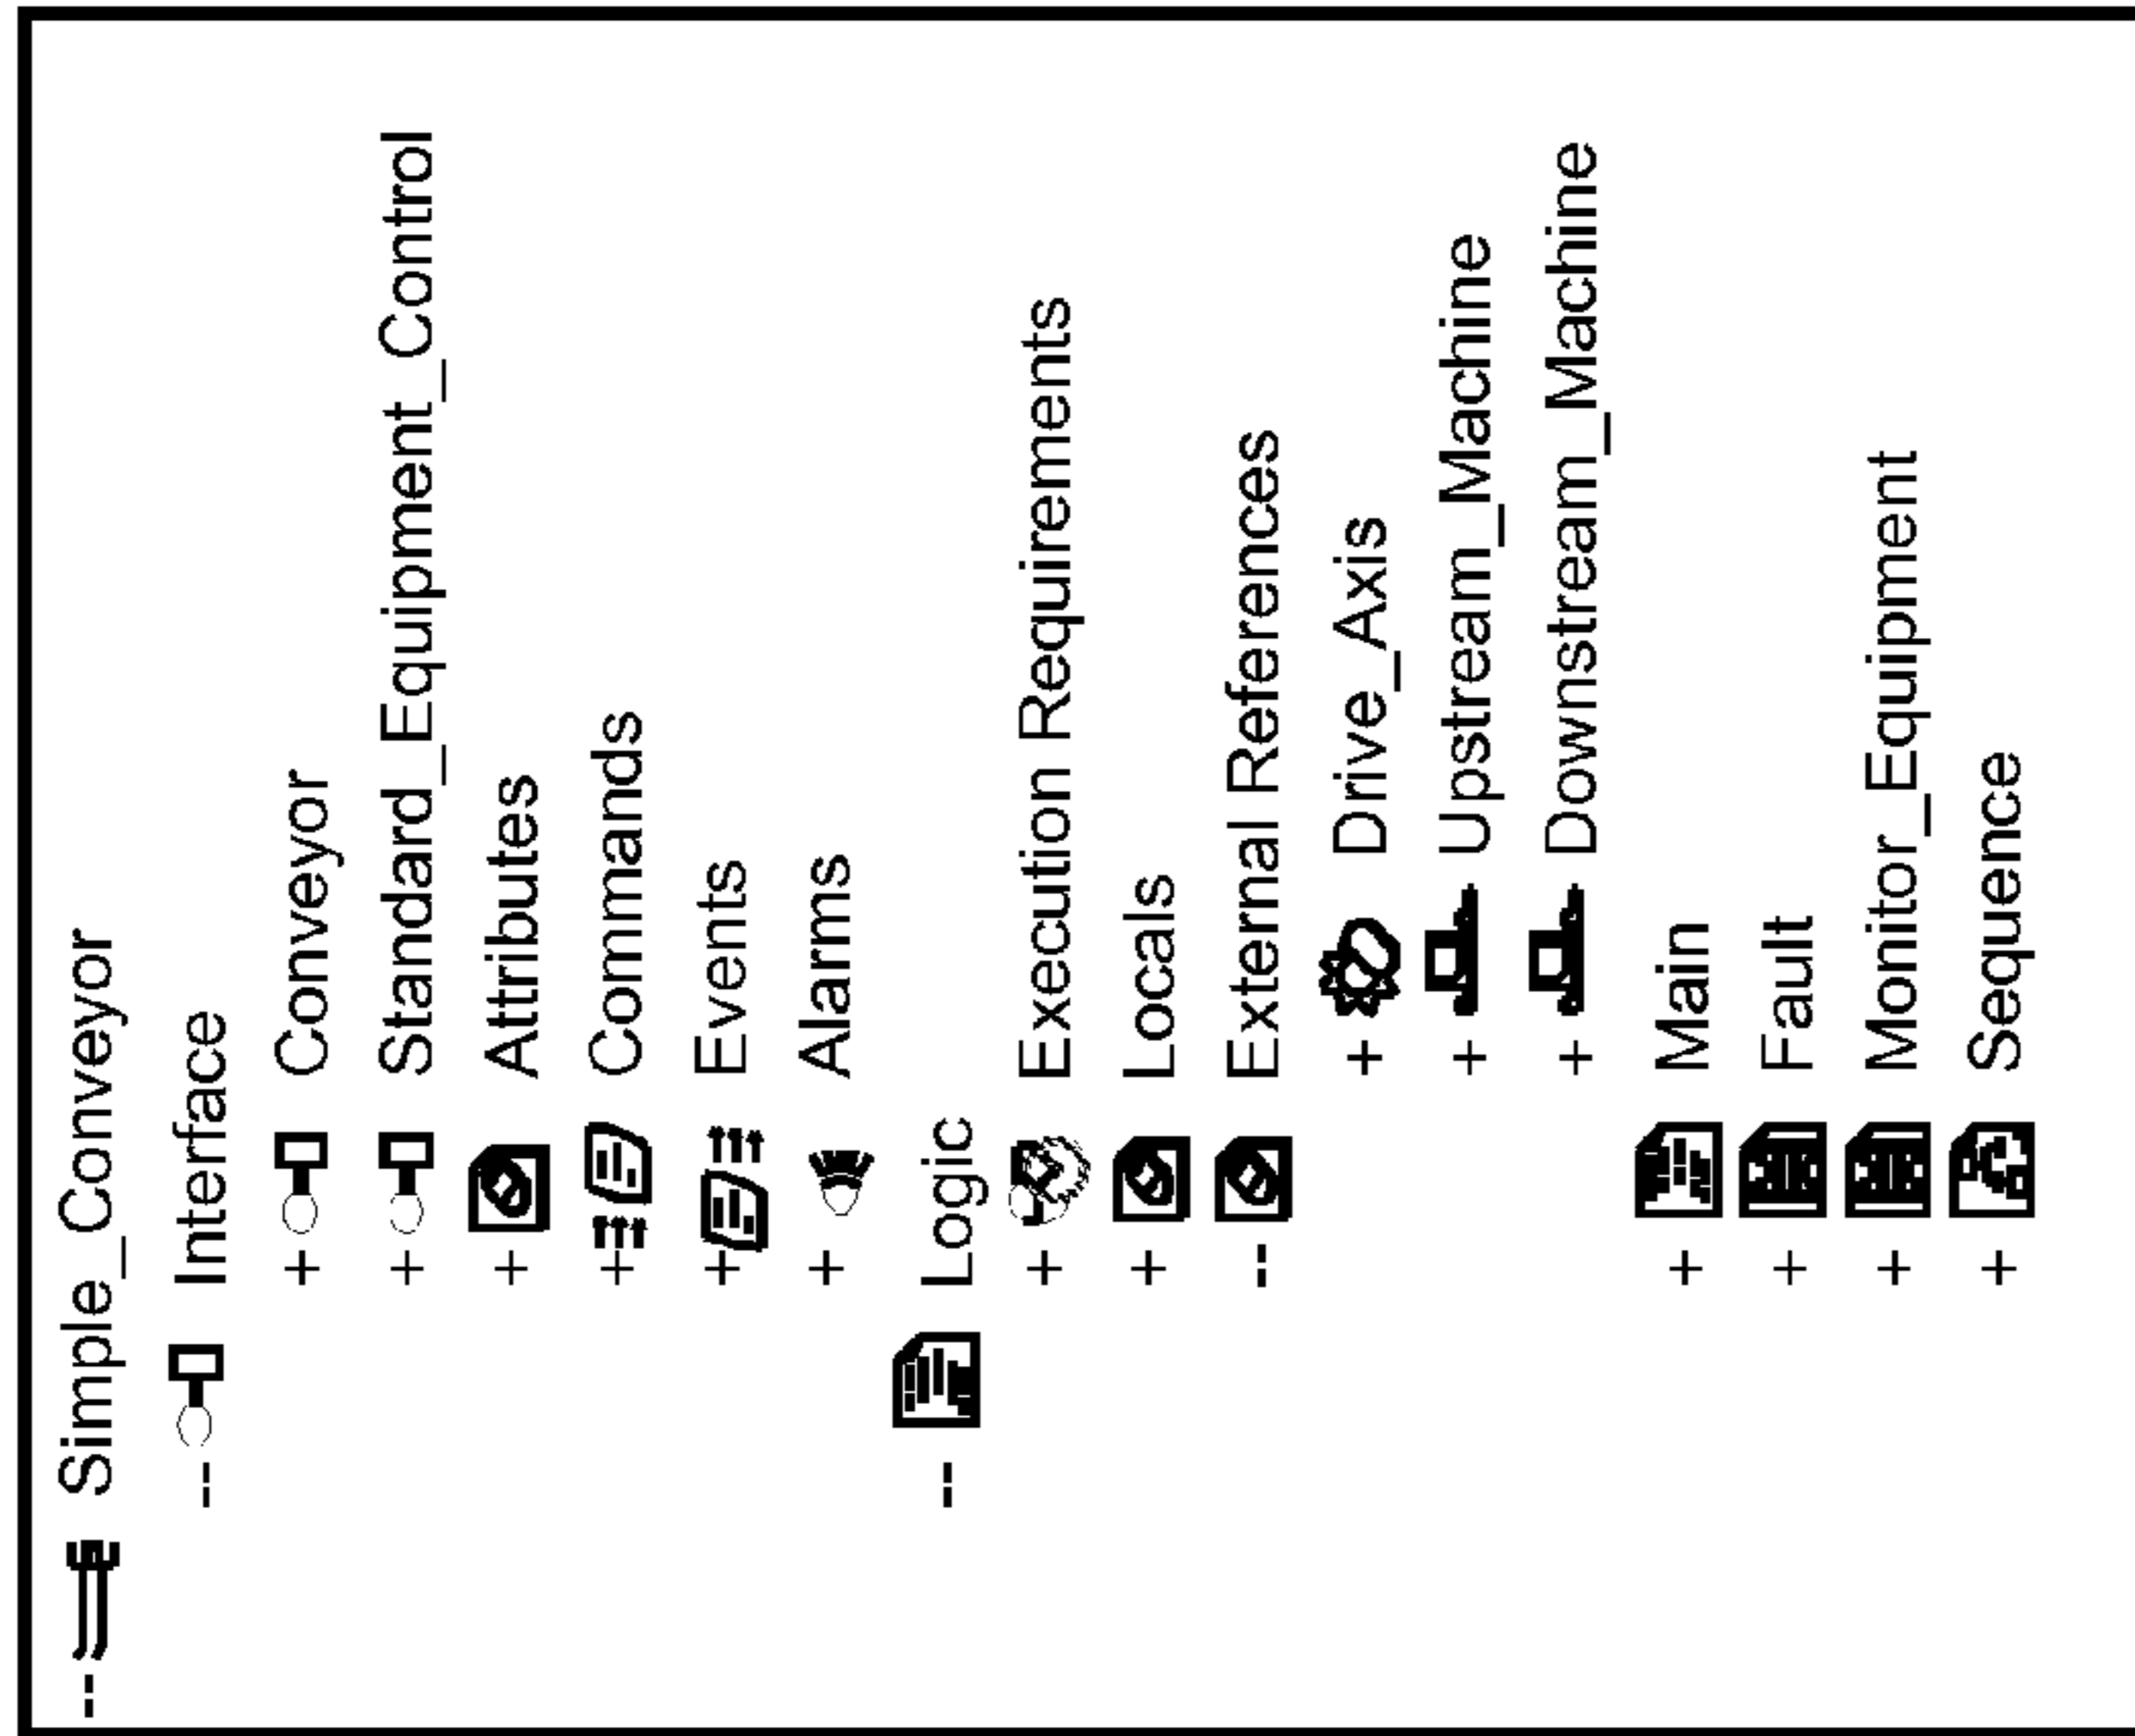 -- Simple_Conveyor
-- Interface
+ Conveyor
+ Standard_Equipment_Control
+ Attributes
+ Commands
+ Events
+ Alarms
-- Logic
+ Execution Requirements
+ Locals
-- External References
+ Drive_Axis
+ Upstream_Machine
+ Downstream_Machine
+ Main
+ Fault
+ Monitor_Equipment
+ Sequence